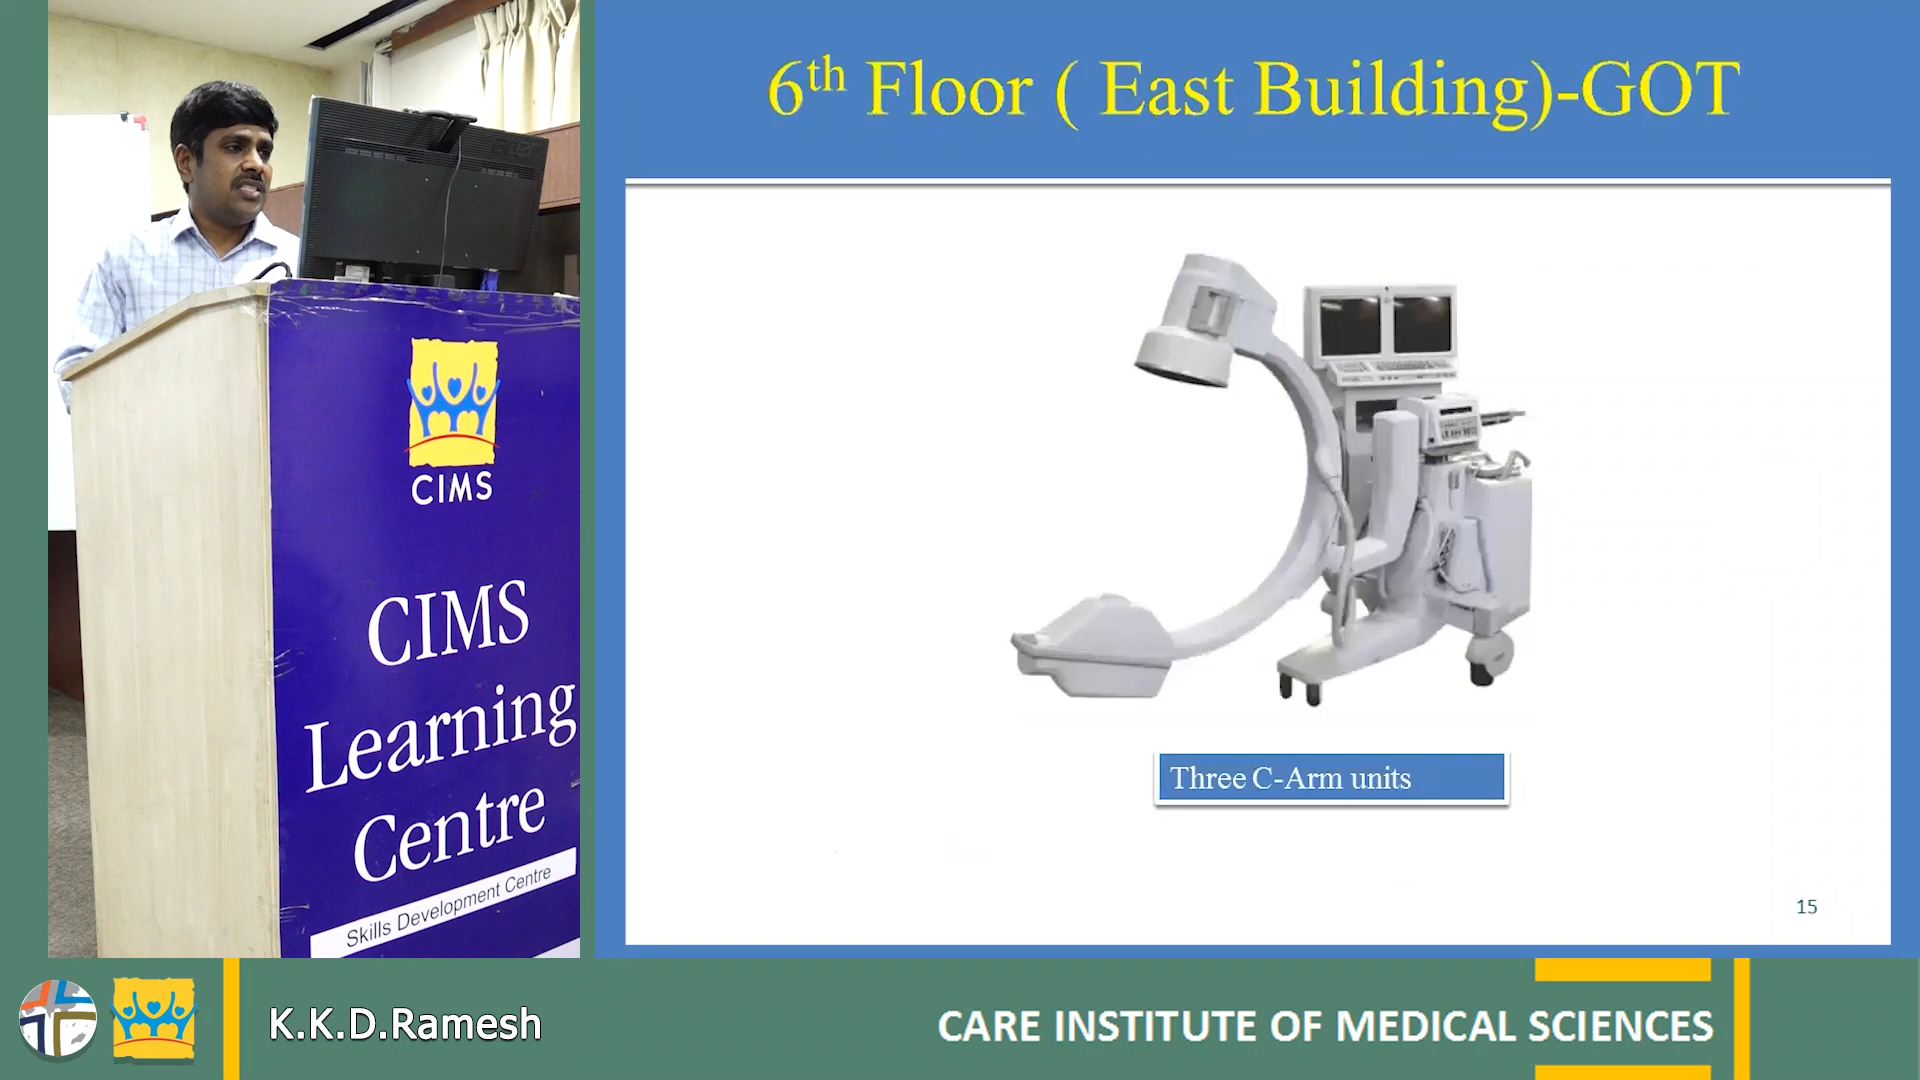 6th Floor ( East Building)-GOT
Three C-Arm units
15
CIMS
CIMS
Learning
Centre
Skills Development Centre
K.K.D.Ramesh
CARE INSTITUTE OF MEDICAL SCIENCES